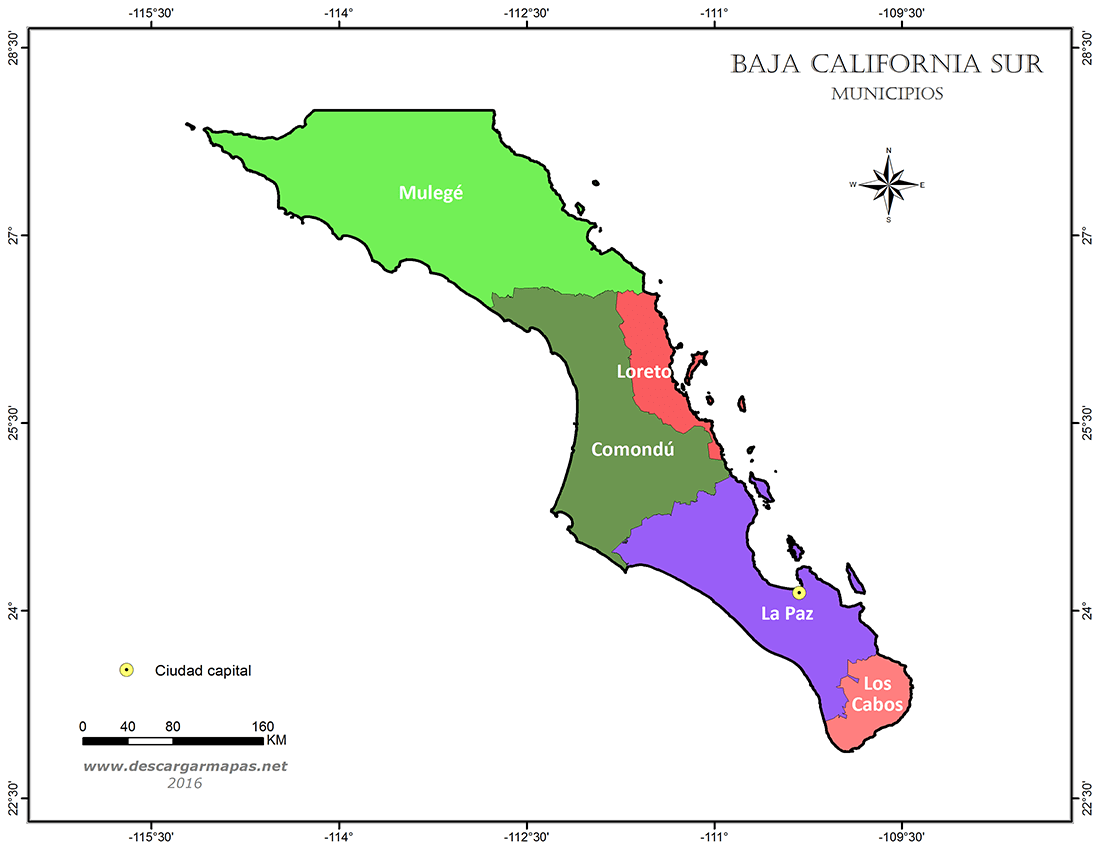 -115°30' -114° -112°30' -111° -109°30'
28°30' 28°30'
BAJA CALIFORNIA SUR
MUNICIPIOS
N
W E
S
Mulegé
27° 27°
Loreto
25°30' 25°30'
Comondú
24° 24°
La Paz
Ciudad capital
Los
Cabos
0 40 80 160
KM
www.descargarmapas.net
2016
22°30' 22°30'
-115°30' -114° -112°30' -111° -109°30'